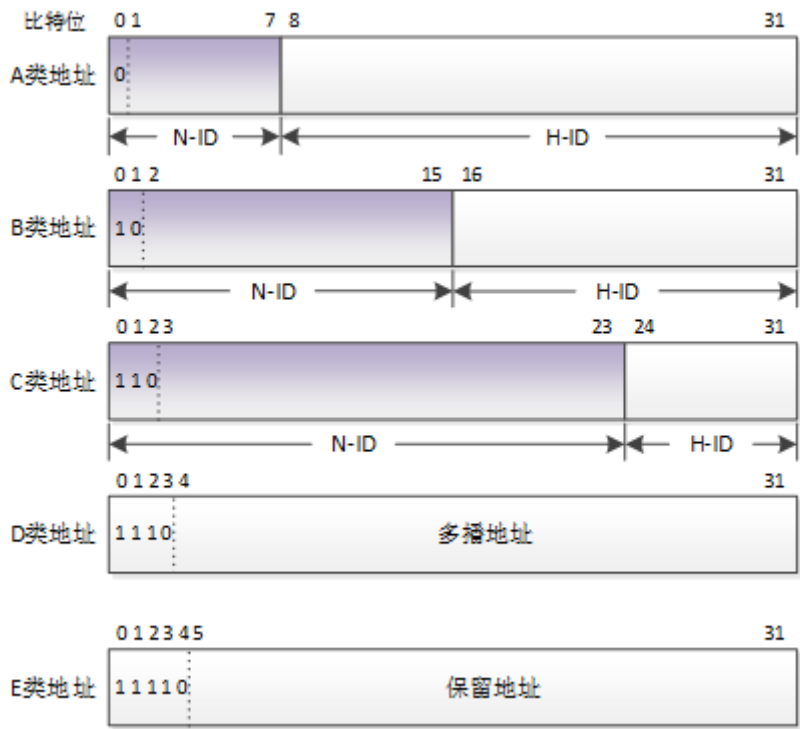 比特位 0 1 7 8 31
A类地址 0
N-ID H-ID
0 1 2 15 16 31
B类地址 1 0
N-ID H-ID
0 1 2 3 23 24 31
C类地址 1 1 0
N-ID H-ID
0 1 2 3 4 31
D类地址 1 1 1 0 多播地址
0 1 2 3 4 5 31
E类地址 1 1 1 1 0 保留地址